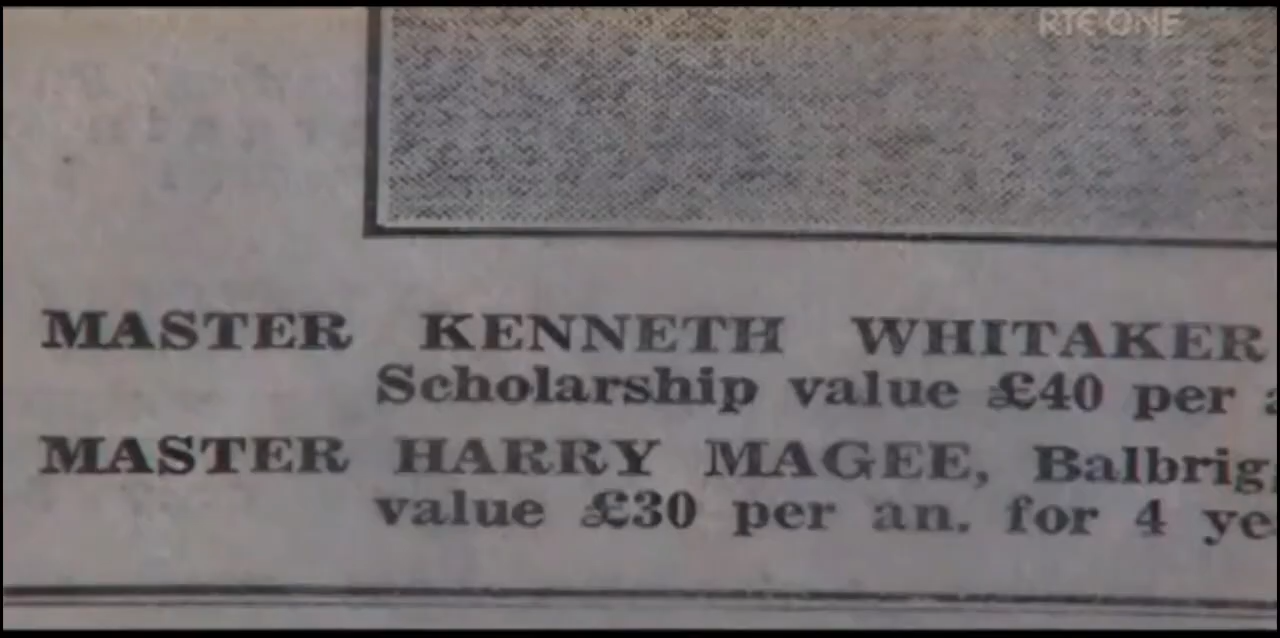 RTÉ ONE
MASTER KENNETH WHITAKER
Scholarship value £40 per
MASTER HARRY MAGEE, Balbrig
value £30 per an. for 4 ye